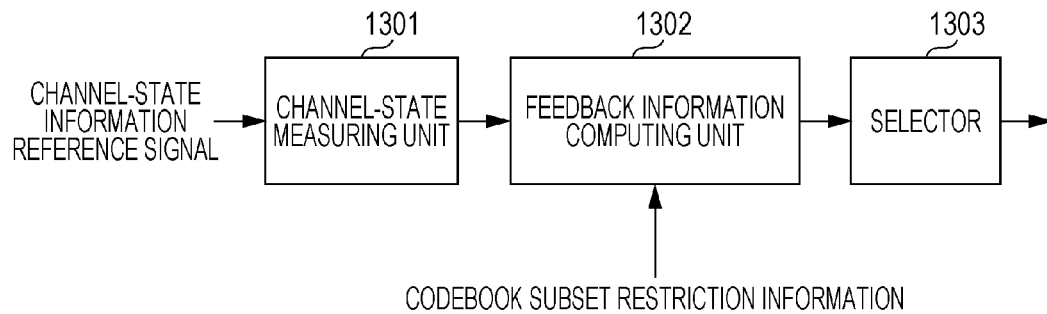 1301
1302
1303
CHANNEL-STATE
INFORMATION
REFERENCE SIGNAL
CHANNEL-STATE
MEASURING UNIT
FEEDBACK INFORMATION
COMPUTING UNIT
SELECTOR
CODEBOOK SUBSET RESTRICTION INFORMATION